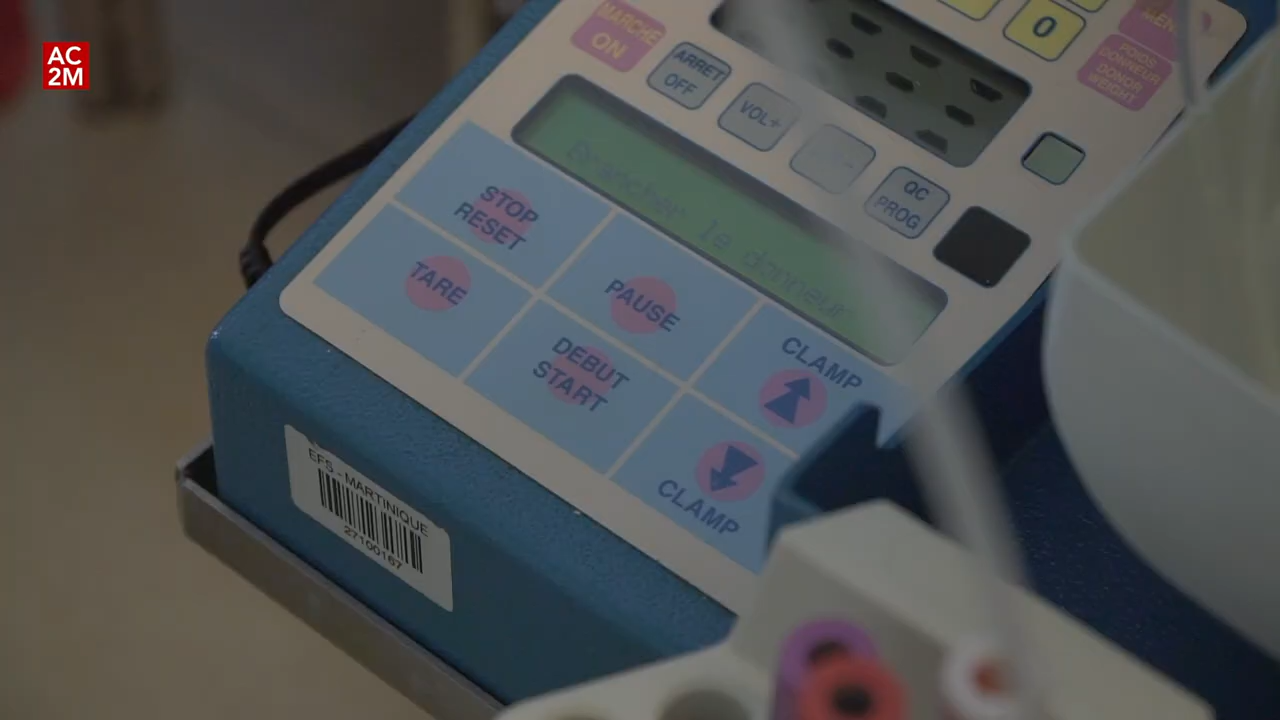 AC
2M
MARCHE
ON
ARRET
OFF
VOL+
QC
PROG
0
POIDS
DONNEUR
DONOR
WEIGHT
Brancher le donneur
STOP
RESET
TARE
PAUSE
DEBUT
START
CLAMP
CLAMP
EFS - MARTINIQUE
27100167